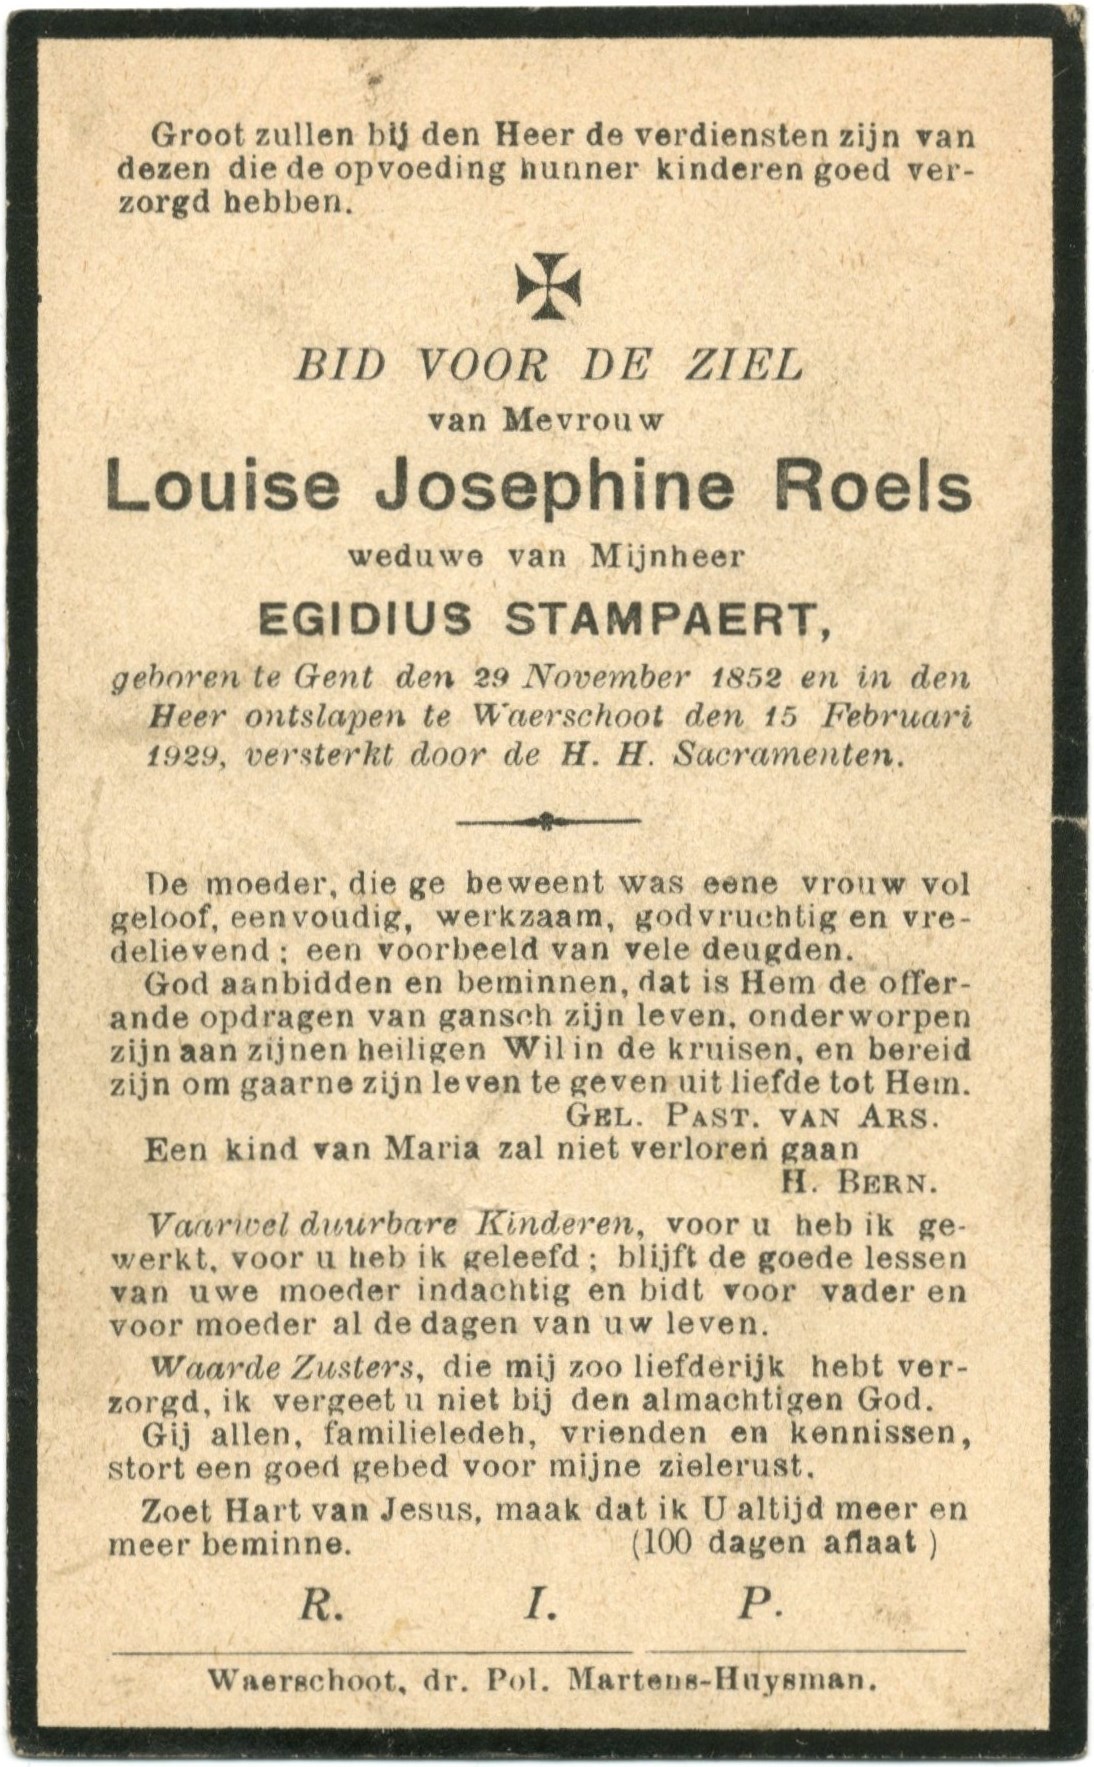 Groot zullen bij den Heer de verdiensten zijn van
dezen die de opvoeding hunner kinderen goed ver-
zorgd hebben.
BID VOOR DE ZIEL
van Mevrouw
Louise Josephine Roels
weduwe van Mijnheer
EGIDIUS STAMPAERT,
geboren te Gent den 29 November 1852 en in den
Heer ontslapen te Waerschoot den 15 Februari
1929, versterkt door de H. H. Sacramenten.
De moeder, die ge beweent was eene vrouw vol
geloof, eenvoudig, werkzaam, godvruchtig en vre-
delievend ; een voorbeeld van vele deugden.
God aanbidden en beminnen, dat is Hem de offer-
ande opdragen van gansch zijn leven, onderworpen
zijn aan zijnen heiligen Wil in de kruisen, en bereid
zijn om gaarne zijn leven te geven uit liefde tot Hem.
GEL. PAST. VAN ARS.
Een kind van Maria zal niet verloren gaan
H. BERN.
Vaarwel duurbare Kinderen, voor u heb ik ge-
werkt, voor u heb ik geleefd ; blijft de goede lessen
van uwe moeder indachtig en bidt voor vader en
voor moeder al de dagen van uw leven.
Waarde Zusters, die mij zoo liefderijk hebt ver-
zorgd, ik vergeet u niet bij den almachtigen God.
Gij allen, familieledeh, vrienden en kennissen,
stort een goed gebed voor mijne zielerust.
Zoet Hart van Jesus, maak dat ik U altijd meer en
meer beminne. (100 dagen aflaat )
R. I. P.
Waerschoot, dr. Pol. Martens-Huysman.